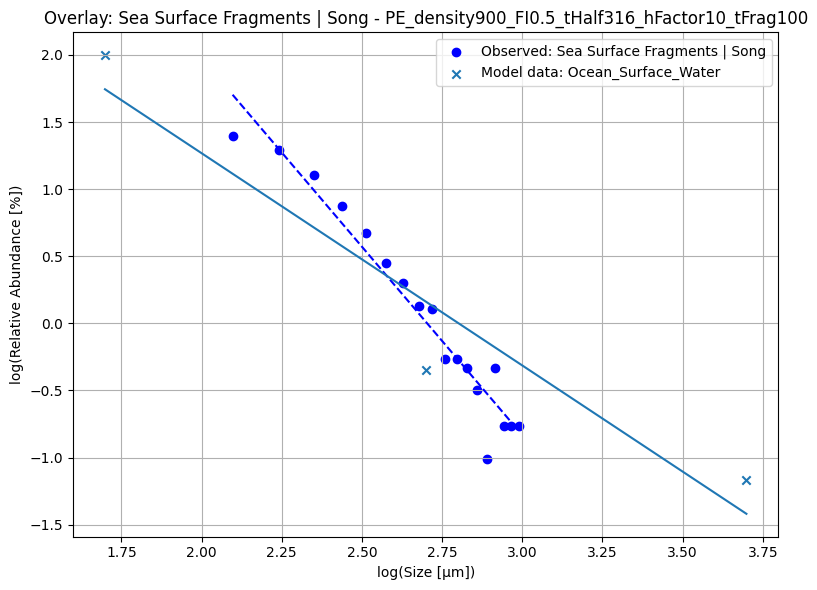 Overlay: Sea Surface Fragments | Song - PE_density900_FI0.5_tHalf316_hFactor10_tFrag100
Observed: Sea Surface Fragments | Song
Model data: Ocean_Surface_Water
log(Relative Abundance [%])
2.0
1.5
1.0
0.5
0.0
−0.5
−1.0
−1.5
1.75 2.00 2.25 2.50 2.75 3.00 3.25 3.50 3.75
log(Size [µm])